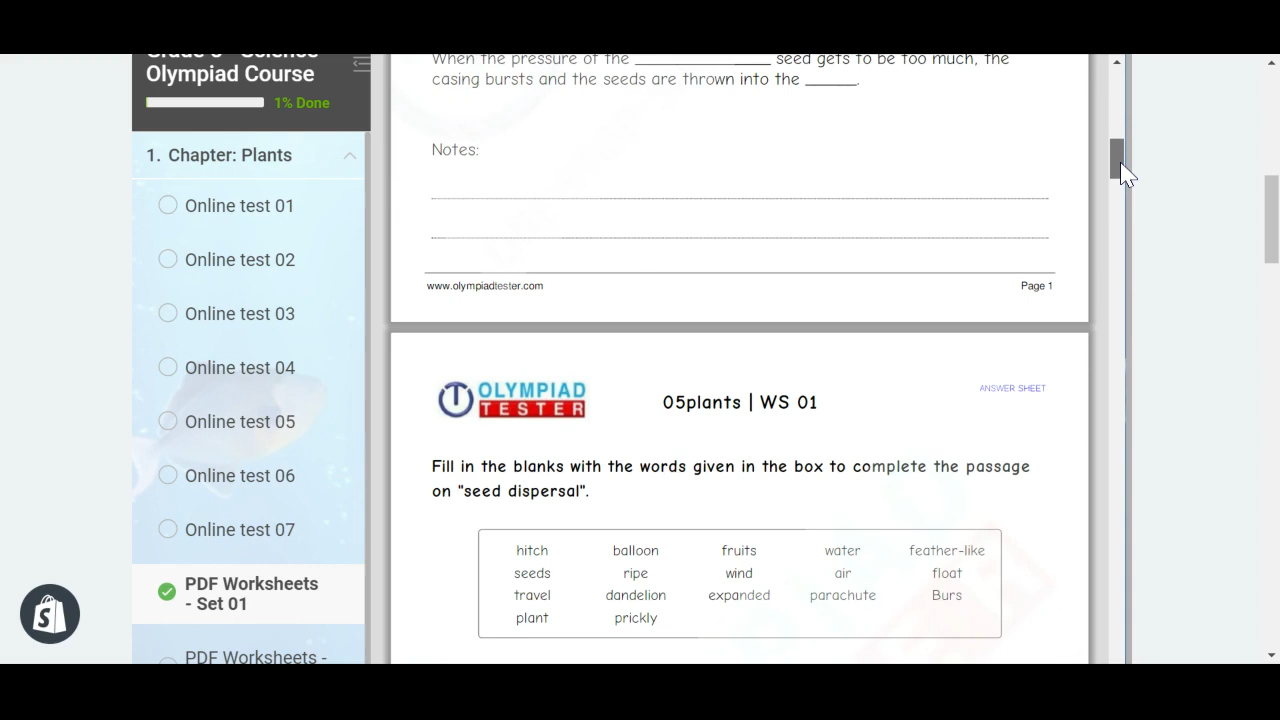 Olympiad Course
1% Done
1. Chapter: Plants
Online test 01
Online test 02
Online test 03
Online test 04
Online test 05
Online test 06
Online test 07
PDF Worksheets
- Set 01
PDF Worksheets -
When the pressure of the ________________ seed gets to be too much, the
casing bursts and the seeds are thrown into the ______.
Notes:
www.olympiadtester.com Page 1
OLYMPIAD
TESTER
05plants | WS 01
ANSWER SHEET
Fill in the blanks with the words given in the box to complete the passage
on "seed dispersal".
hitch balloon fruits water feather-like
seeds ripe wind air float
travel dandelion expanded parachute Burs
plant prickly